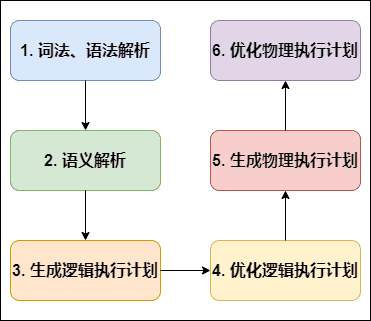 1. 词法、语法解析
2. 语义解析
3. 生成逻辑执行计划
4. 优化逻辑执行计划
5. 生成物理执行计划
6. 优化物理执行计划